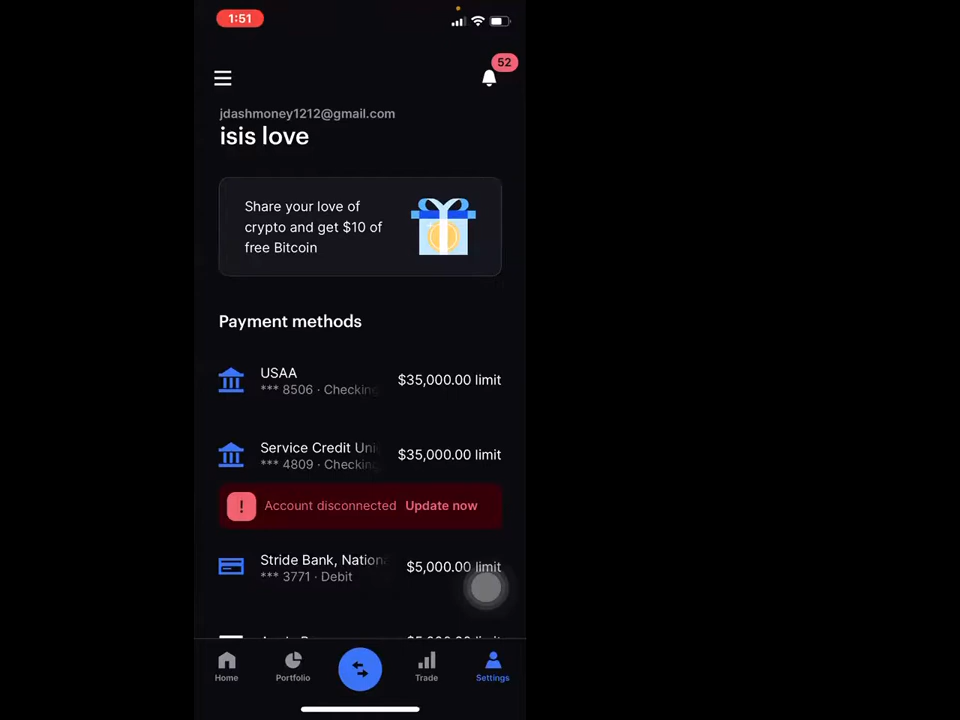 1:51
52
jdashmoney1212@gmail.com
isis love
Share your love of
crypto and get $10 of
free Bitcoin
Payment methods
USAA
$35,000.00 limit
*** 8506 · Checking
Service Credit Uni
$35,000.00 limit
*** 4809 · Checking
! Account disconnected Update now
Stride Bank, Nationa
$5,000.00 limit
*** 3771 · Debit
Home
Portfolio
Trade
Settings